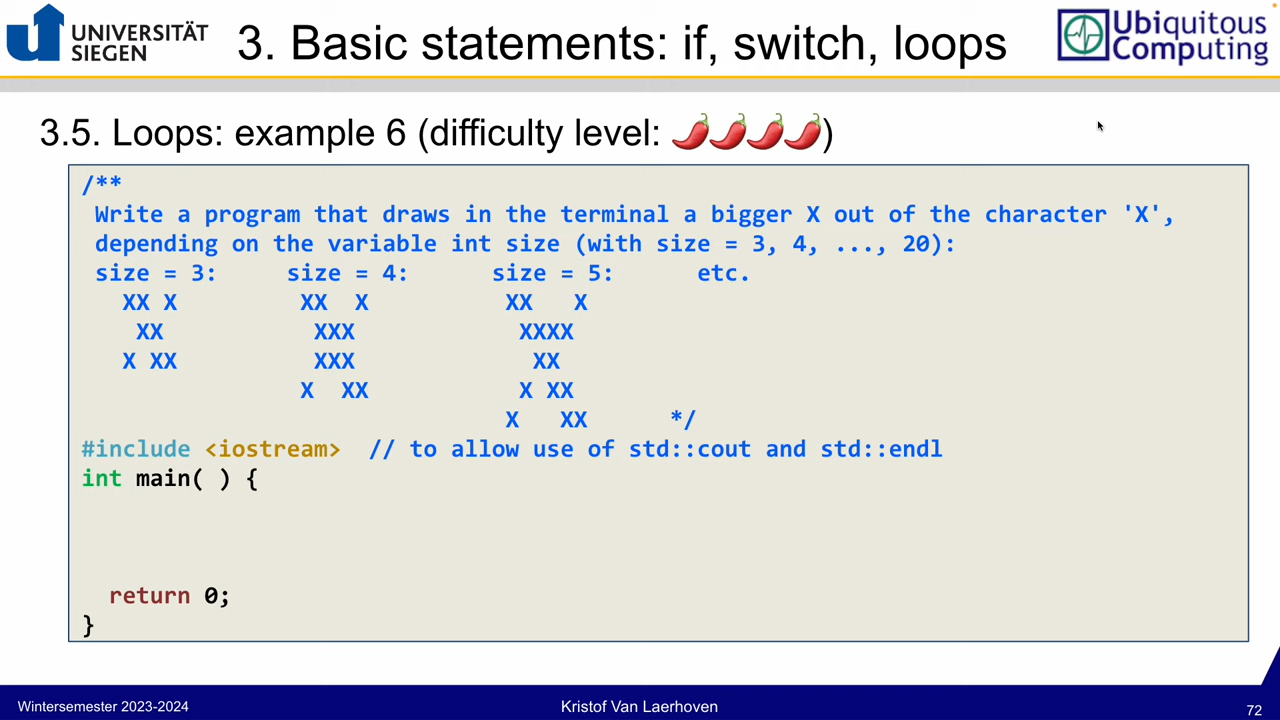 UNIVERSITÄT
SIEGEN
3. Basic statements: if, switch, loops
Ubiquitous
Computing
3.5. Loops: example 6 (difficulty level: 🌶️🌶️🌶️🌶️)
/**
 Write a program that draws in the terminal a bigger X out of the character 'X',
 depending on the variable int size (with size = 3, 4, ..., 20):
 size = 3:     size = 4:      size = 5:      etc.
   XX X         XX  X          XX   X
    XX           XXX            XXXX
   X XX          XXX             XX
                X  XX           X XX
                               X   XX      */
#include <iostream>  // to allow use of std::cout and std::endl
int main( ) {
  return 0;
}
Wintersemester 2023-2024
Kristof Van Laerhoven
72